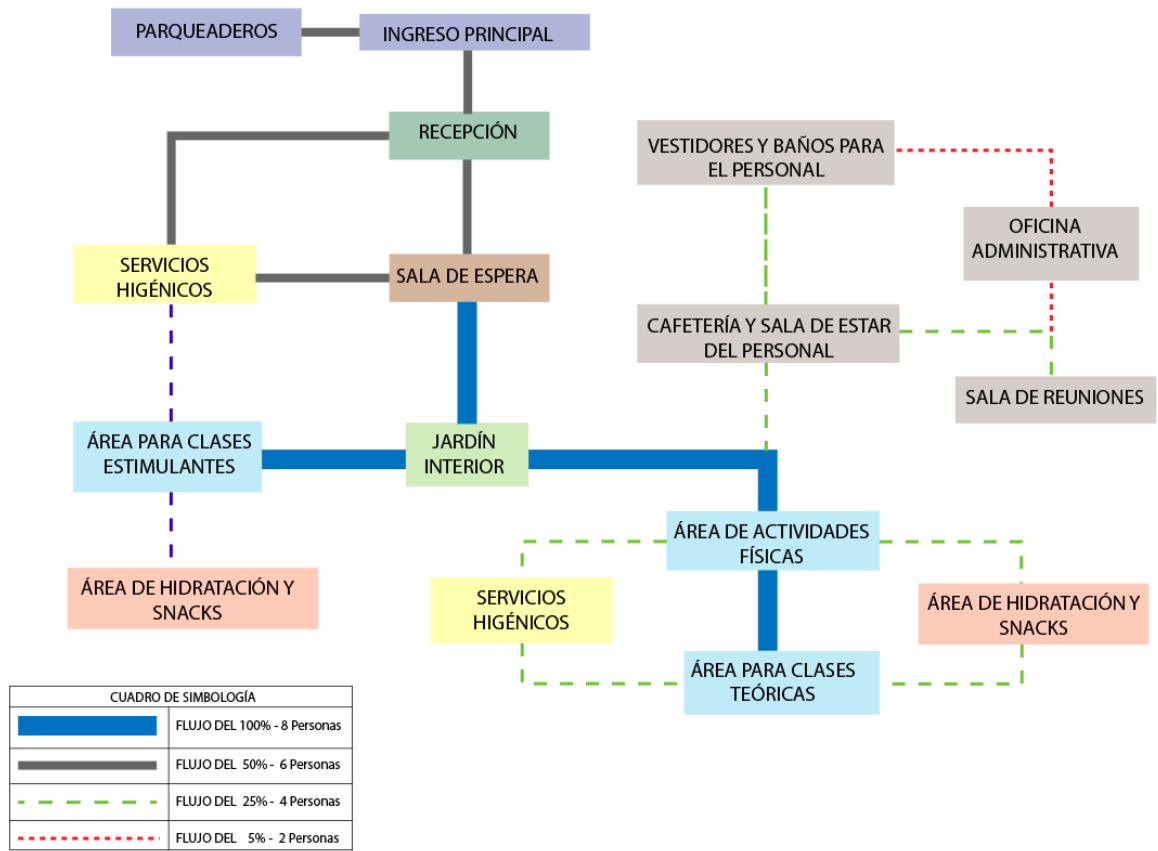 PARQUEADEROS
INGRESO PRINCIPAL
RECEPCIÓN
VESTIDORES Y BAÑOS PARA
EL PERSONAL
OFICINA
ADMINISTRATIVA
SERVICIOS
HIGÉNICOS
SALA DE ESPERA
CAFETERÍA Y SALA DE ESTAR
DEL PERSONAL
SALA DE REUNIONES
ÁREA PARA CLASES
ESTIMULANTES
JARDÍN
INTERIOR
ÁREA DE ACTIVIDADES
FÍSICAS
ÁREA DE HIDRATACIÓN Y
SNACKS
SERVICIOS
HIGÉNICOS
ÁREA DE HIDRATACIÓN Y
SNACKS
ÁREA PARA CLASES
TEÓRICAS
CUADRO DE SIMBOLOGÍA
FLUJO DEL 100% - 8 Personas
FLUJO DEL 50% - 6 Personas
FLUJO DEL 25% - 4 Personas
FLUJO DEL 5% - 2 Personas